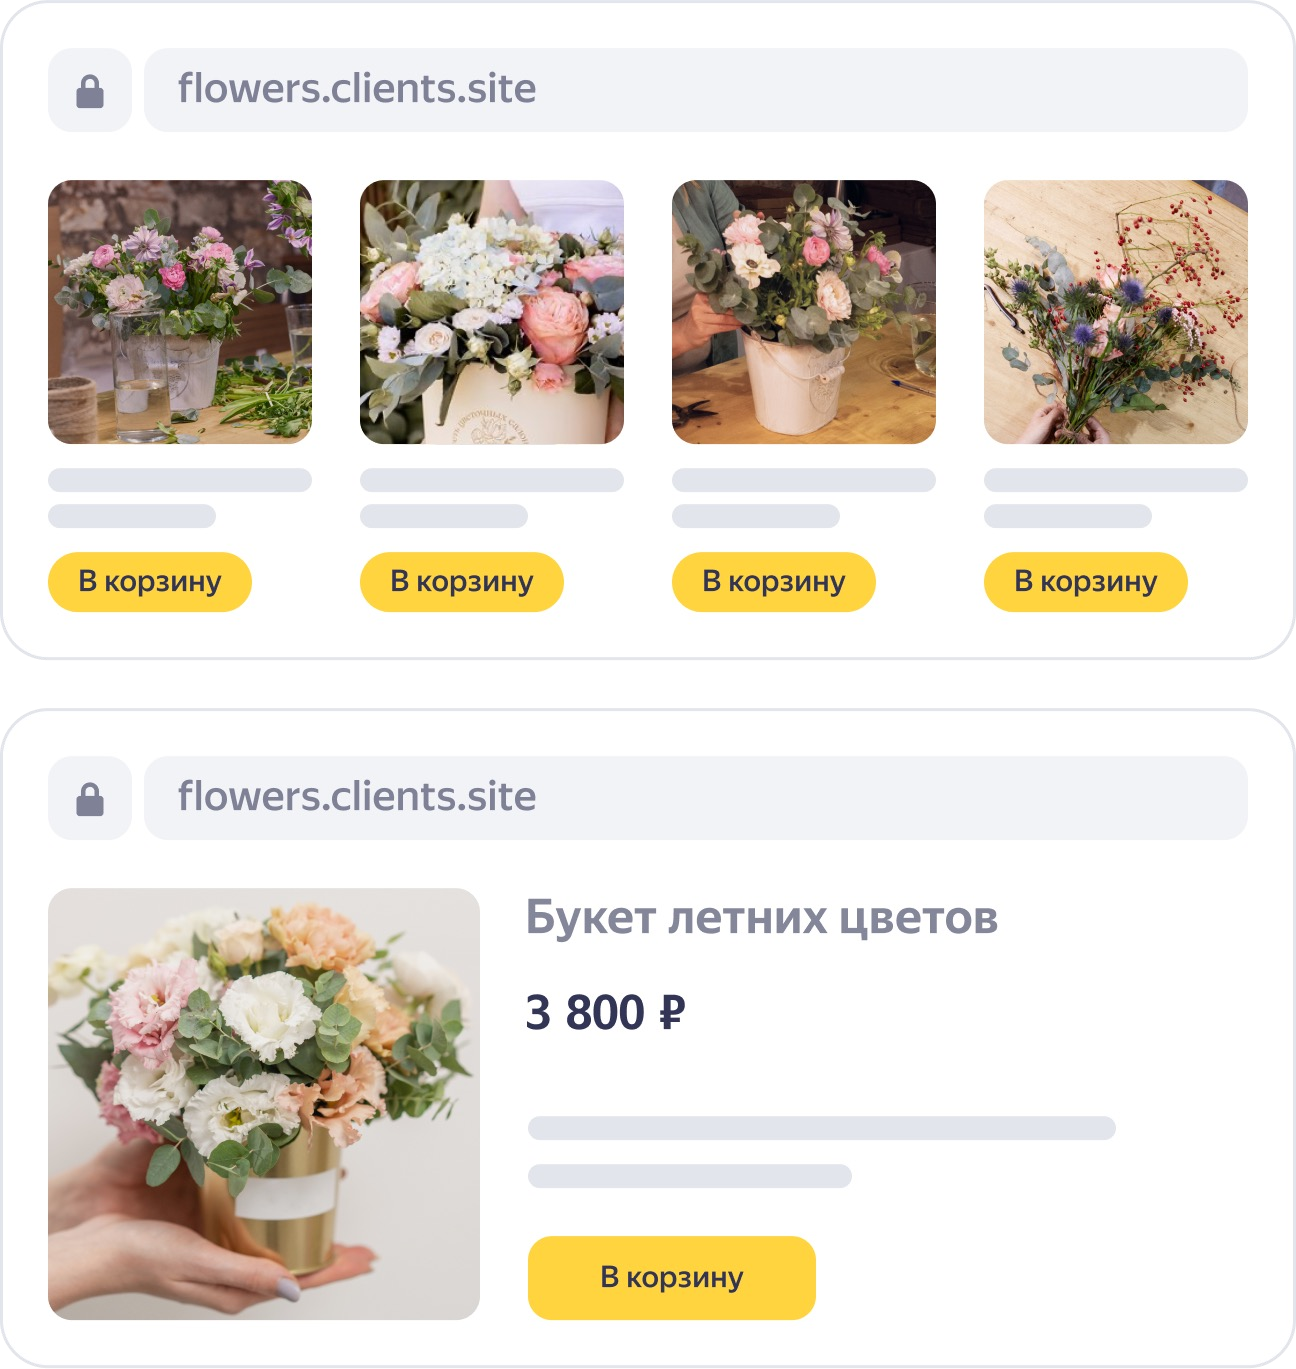 flowers.clients.site
В корзину
В корзину
В корзину
В корзину
flowers.clients.site
Букет летних цветов
3 800 ₽
В корзину